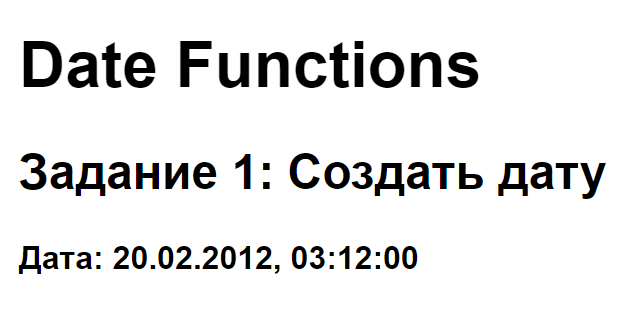 Date Functions
Задание 1: Создать дату
Дата: 20.02.2012, 03:12:00